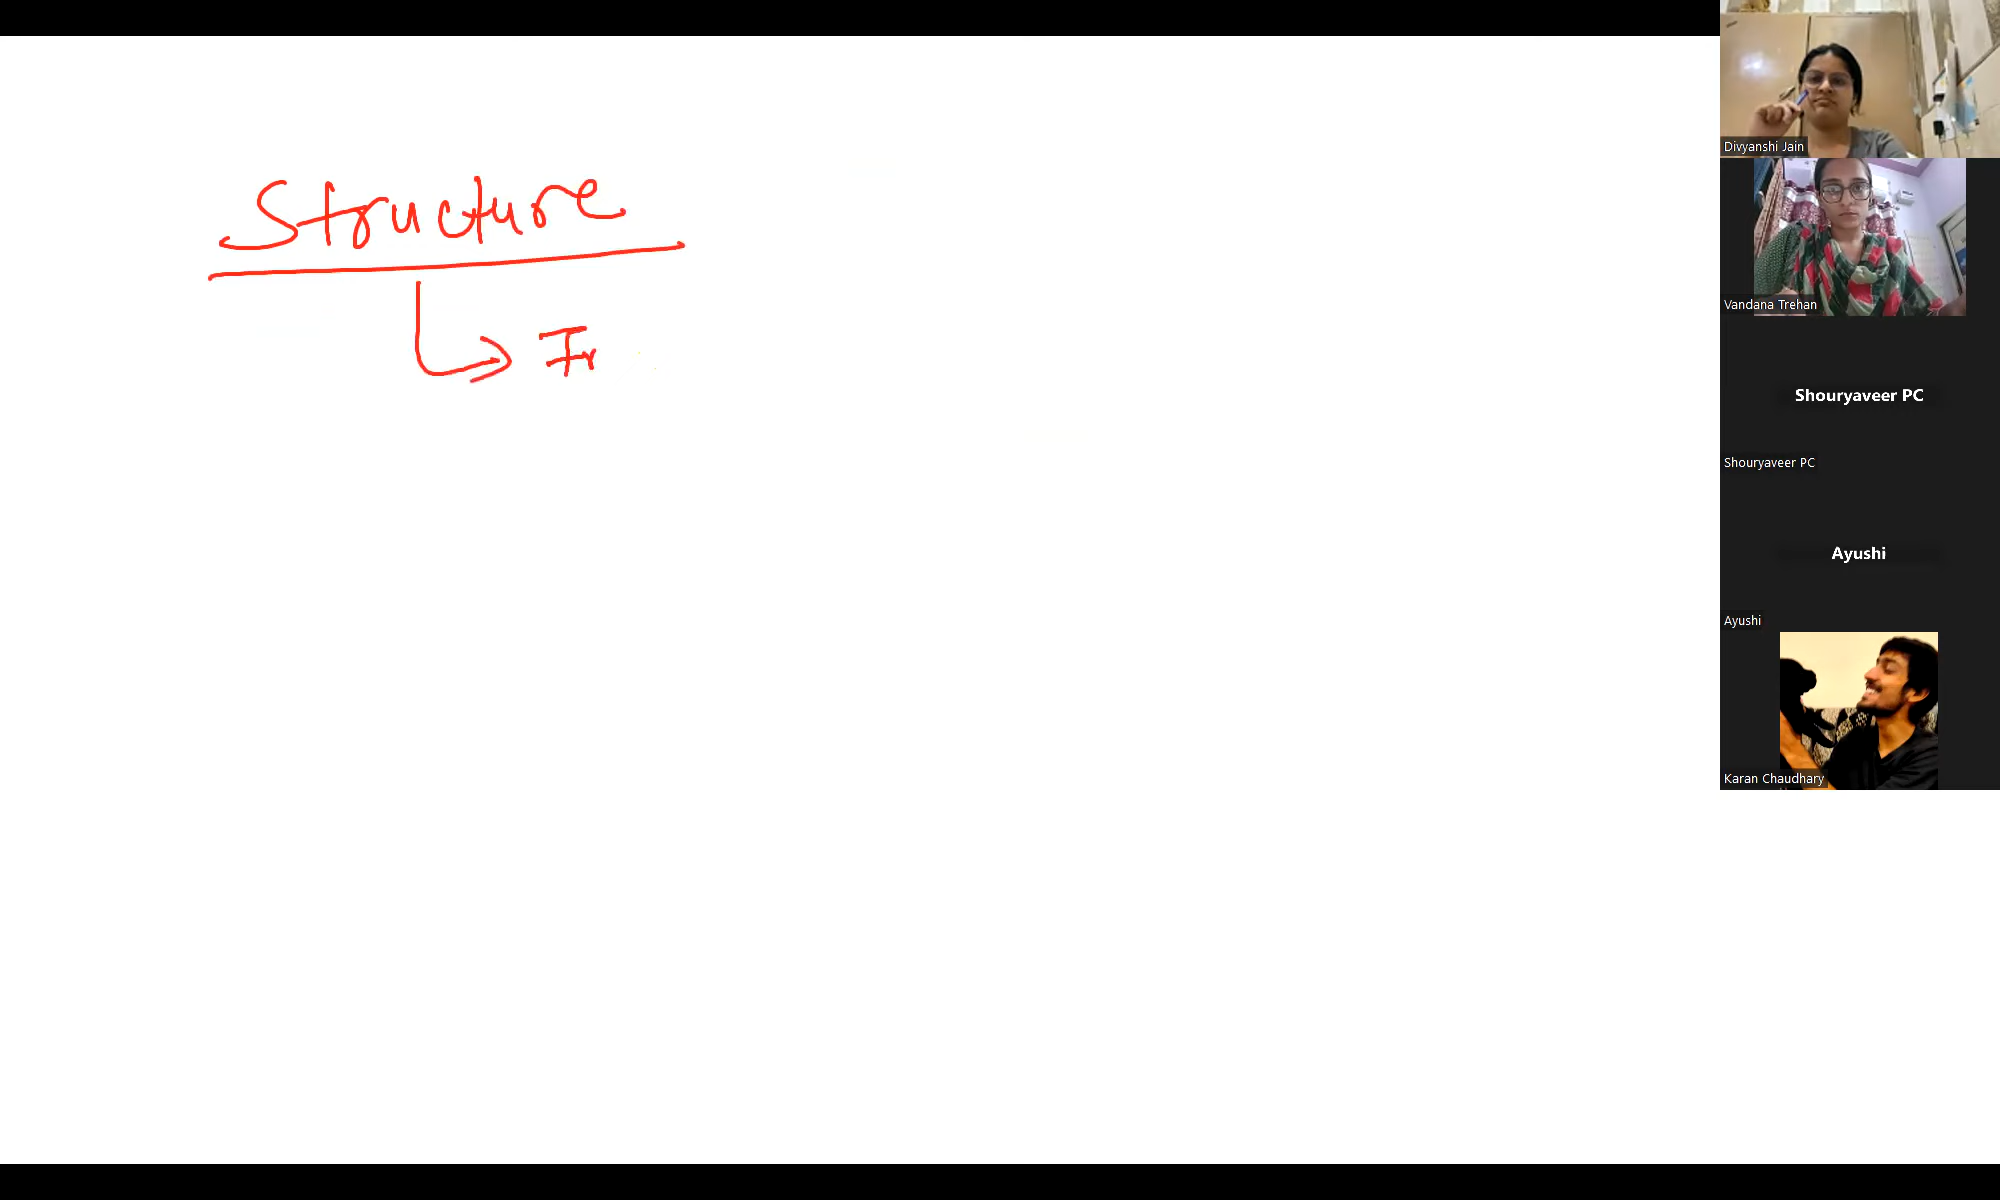 Structure
Fr
Divyanshi Jain
Vandana Trehan
Shouryaveer PC
Shouryaveer PC
Ayushi
Ayushi
Karan Chaudhary